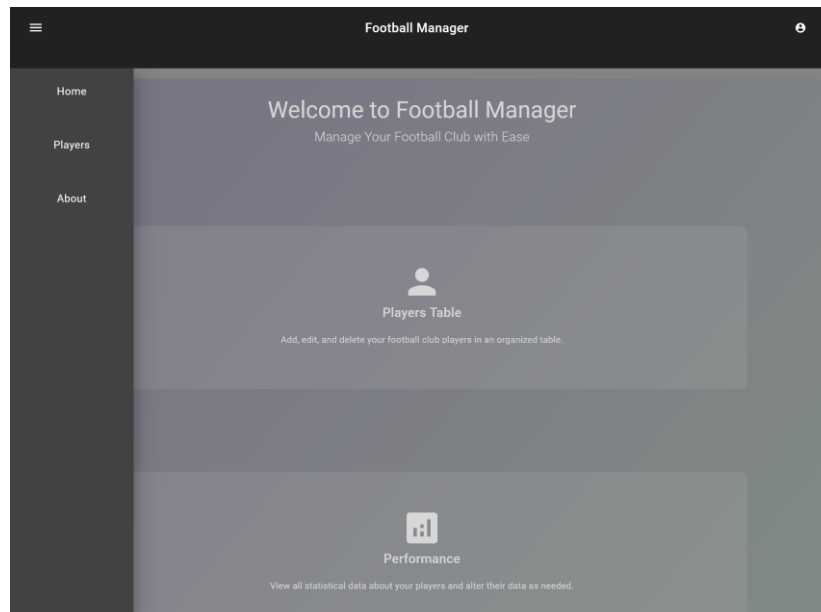 Football Manager
Home
Players
About
Welcome to Football Manager
Manage Your Football Club with Ease
Players Table
Add, edit, and delete your football club players in an organized table.
Performance
View all statistical data about your players and alter their data as needed.